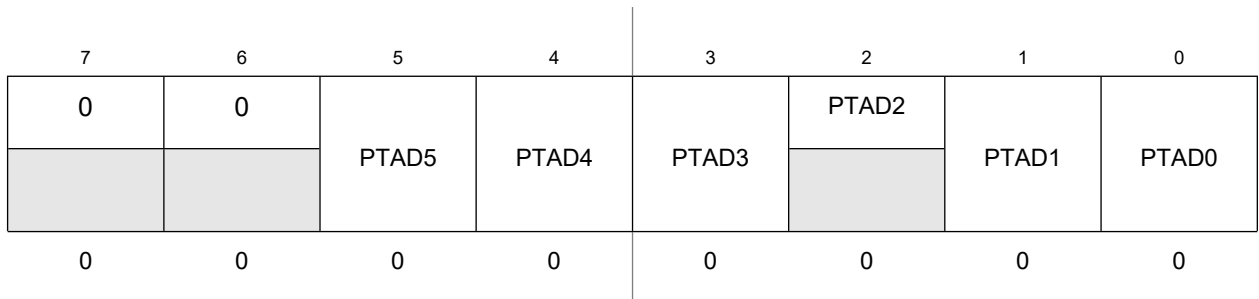 7 6 5 4 3 2 1 0
0 0 PTAD2
PTAD5 PTAD4 PTAD3 PTAD1 PTAD0
0 0 0 0 0 0 0 0